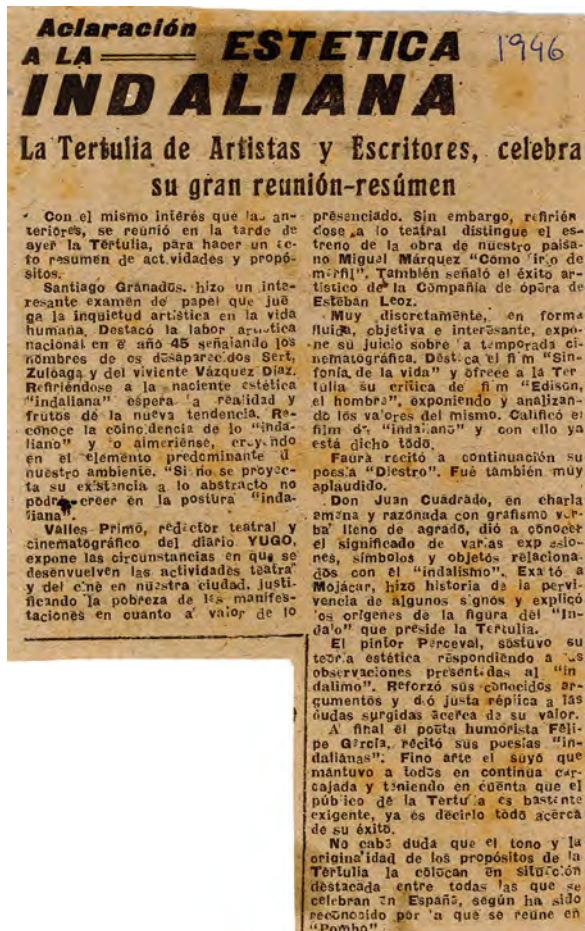 Aclaración
A LA ESTETICA
1946
INDALIANA
La Tertulia de Artistas y Escritores, celebra
su gran reunión-resúmen
Con el mismo interés que las an-
teriores, se reunió en la tarde de
ayer la Tertulia, para hacer un
to resumen de actividades y propó-
sitos.
Santiago Granados, hizo un inte-
resante examen de papel que jue
ga la inquietud artística en la vida
humana. Destacó la labor artística
nacional en e año 45 señalando los
nombres de os desaparecidos Sert,
Zuloaga y del viviente Vázquez Díaz.
Refiriéndose a la naciente estética
"indaliana" espera 'a realidad y
frutos de la nueva tendencia. Re-
conoce la coincidencia de lo "inda-
liano" y 'o almeriense, creyendo
en el elemento predominante d
nuestro ambiente. "Si no se proyec-
ta su existencia a lo abstracto no
podrá creer en la postura "inda-
liana".
Valles Primo, redactor teatral y
cinematográfico del diario YUGO,
expone las circunstancias en que se
desenvuelven las actividades teatra
y del cine en nuestra ciudad, justi-
ficando la pobreza de las manifes-
taciones en cuanto a' valor de lo
presenciado. Sin embargo, refirién
dose a lo teatral distingue el es-
treno de la obra de nuestro paisa-
no Miguel Márquez "Como lirio de
marfil". También señaló el éxito ar-
tístico de la Compañía de ópera de
Esteban Leoz.
Muy discretamente, en forma
fluida, objetiva e interesante, expo-
ne su juicio sobre 'a temporada ci-
nematográfica. Destaca el fi'm "Sin-
fonía de la vida" y ofrece a la Ter
tulia su crítica de fi'm "Edison,
el hombre", exponiendo y analizan-
do los va'ores del mismo. Calificó el
film de "indaliano" y con ello ya
está dicho todo.
Faura recitó a continuación su
poesía "Diestro". Fué también muy
aplaudido.
Don Juan Cuadrado, en charla
amena y razonada con grafismo ver-
ba' lleno de agrado, dió a conocer
el significado de varias expresio-
nes, símbolos y objetos relaciona-
dos con el "indalismo". Exaltó a
Mojácar, hizo historia de la pervi-
vencia de algunos signos y explicó
'os orígenes de la figura del "In-
da'o" que preside la Tertulia.
El pintor Perceval, sostuvo su
teoría estética respondiendo a las
observaciones presentadas al "in
dalimo". Reforzó sus conocidos ar-
gumentos y dió justa réplica a las
dudas surgidas acerca de su valor.
A' final el poeta humorista Feli-
pe García, recitó sus poesías "in-
dalianas". Fino arte el suyo que
mantuvo a todos en continua car-
cajada y teniendo en cuenta que el
púb'ico de la Tertu'ia es bastante
exigente, ya es decirlo todo acerca
de su éxito.
No cabe duda que el tono y la
origina'idad de los propósitos de la
Tertulia la colocan en situación
destacada entre todas 'as que se
celebran en España, según ha sido
reconocido por 'a que se reune en
"Pombo".